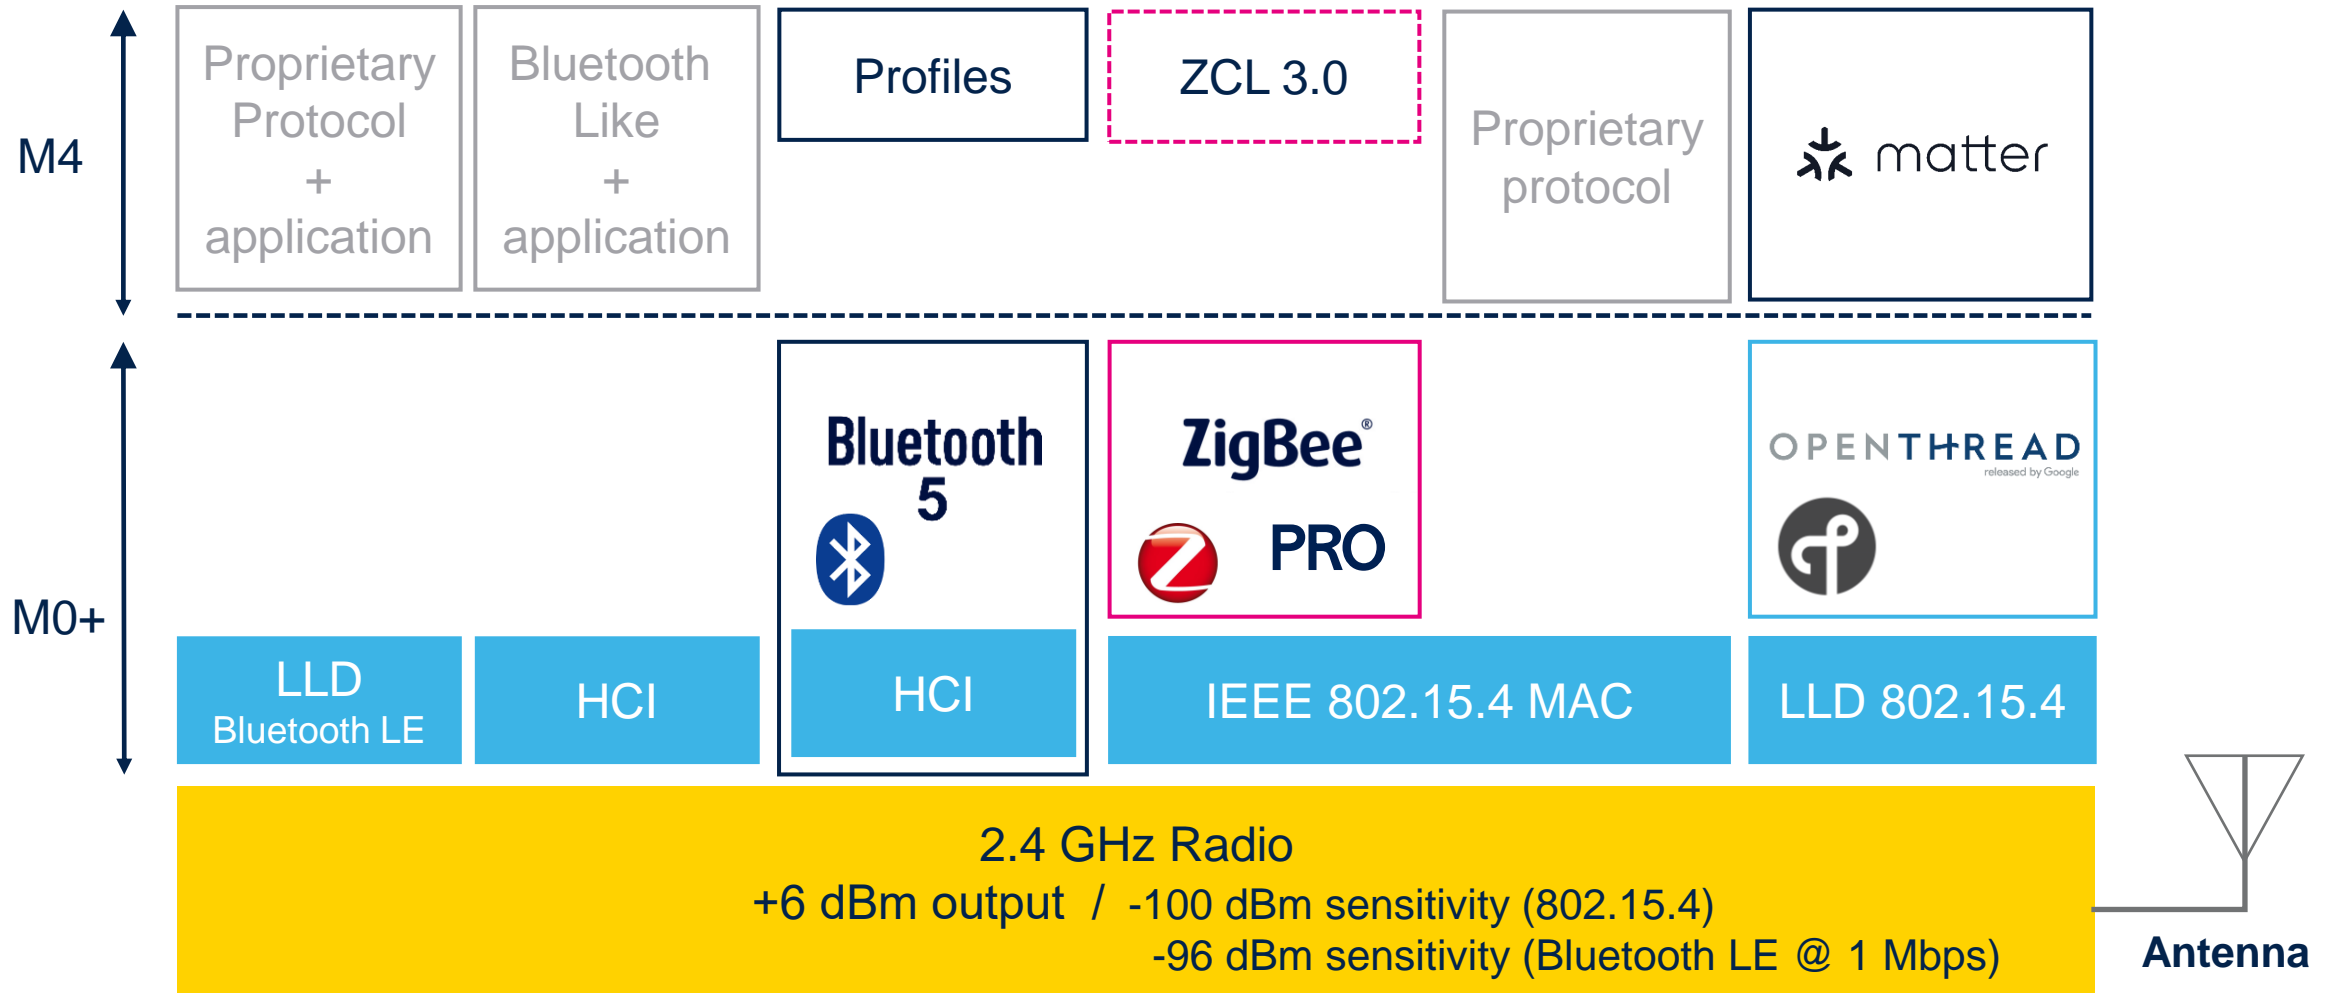 M4
Proprietary
Protocol
+
application
Bluetooth
Like
+
application
Profiles
ZCL 3.0
Proprietary
protocol
matter
M0+
Bluetooth
5
ZigBee®
PRO
OPENTHREAD
released by Google
LLD
Bluetooth LE
HCI
HCI
IEEE 802.15.4 MAC
LLD 802.15.4
2.4 GHz Radio
+6 dBm output / -100 dBm sensitivity (802.15.4)
-96 dBm sensitivity (Bluetooth LE @ 1 Mbps)
Antenna